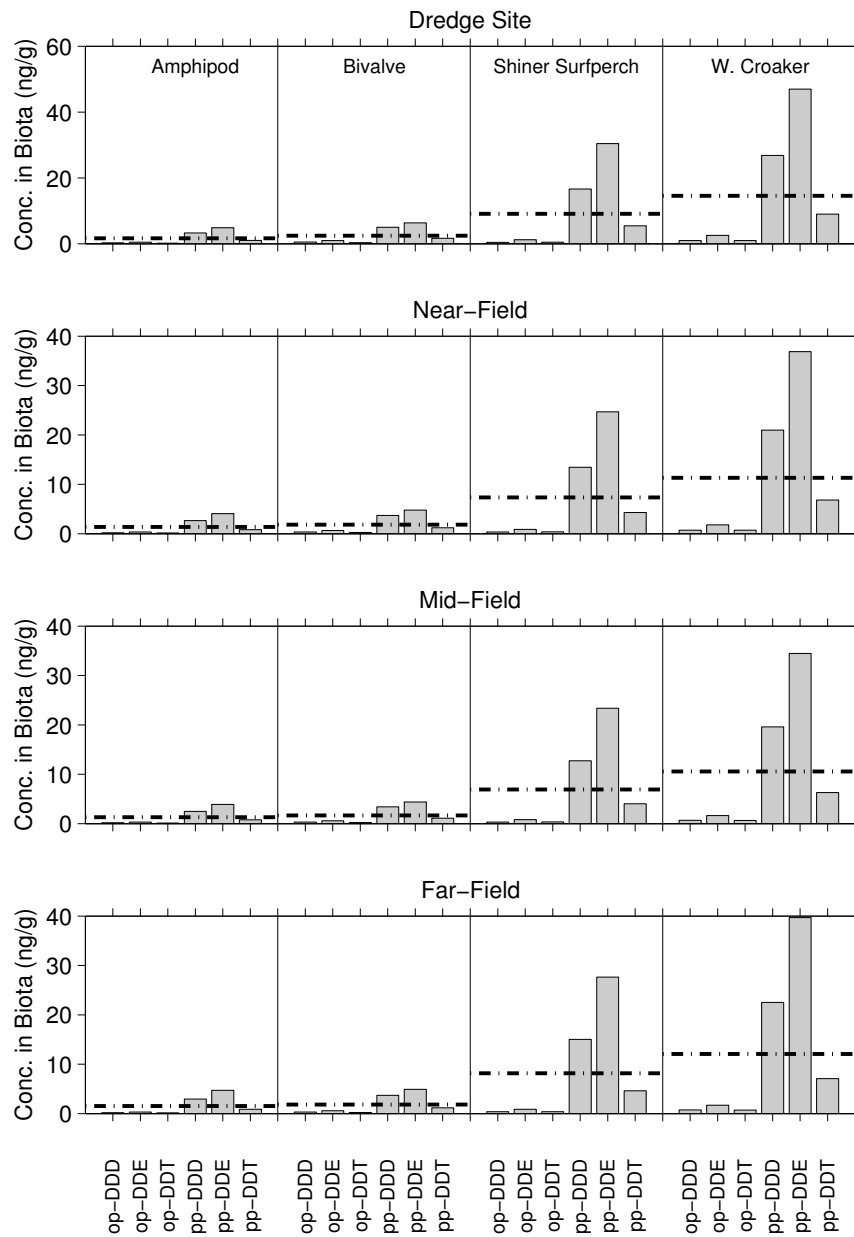 Dredge Site
Amphipod Bivalve Shiner Surfperch W. Croaker
Conc. in Biota (ng/g)
60
40
20
0
Near−Field
Conc. in Biota (ng/g)
40
30
20
10
0
Mid−Field
Conc. in Biota (ng/g)
40
30
20
10
0
Far−Field
Conc. in Biota (ng/g)
40
30
20
10
0
op−DDD
op−DDE
op−DDT
pp−DDD
pp−DDE
pp−DDT
op−DDD
op−DDE
op−DDT
pp−DDD
pp−DDE
pp−DDT
op−DDD
op−DDE
op−DDT
pp−DDD
pp−DDE
pp−DDT
op−DDD
op−DDE
op−DDT
pp−DDD
pp−DDE
pp−DDT